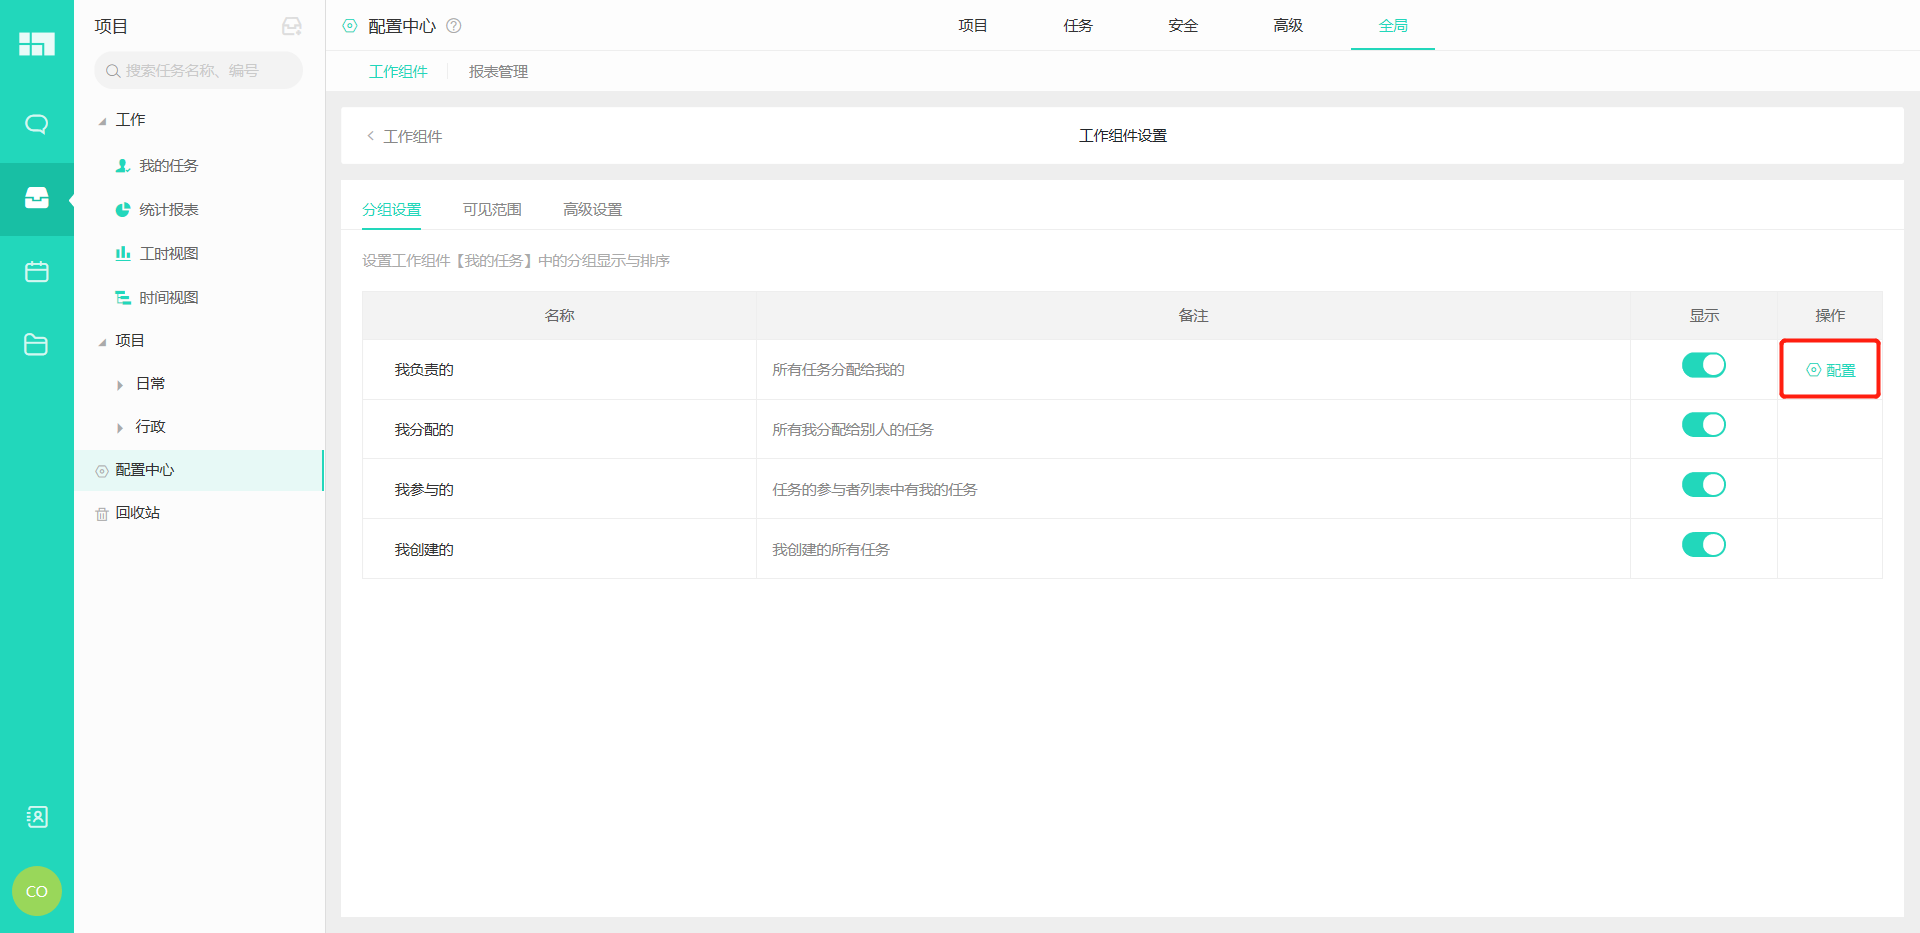 项目
搜索任务名称、编号
工作
我的任务
统计报表
工时视图
时间视图
项目
日常
行政
配置中心
回收站
CO
配置中心
项目 任务 安全 高级 全局
工作组件 报表管理
工作组件 工作组件设置
分组设置 可见范围 高级设置
设置工作组件【我的任务】中的分组显示与排序
名称 备注 显示 操作
我负责的 所有任务分配给我的 配置
我分配的 所有我分配给别人的任务
我参与的 任务的参与者列表中有我的任务
我创建的 我创建的所有任务